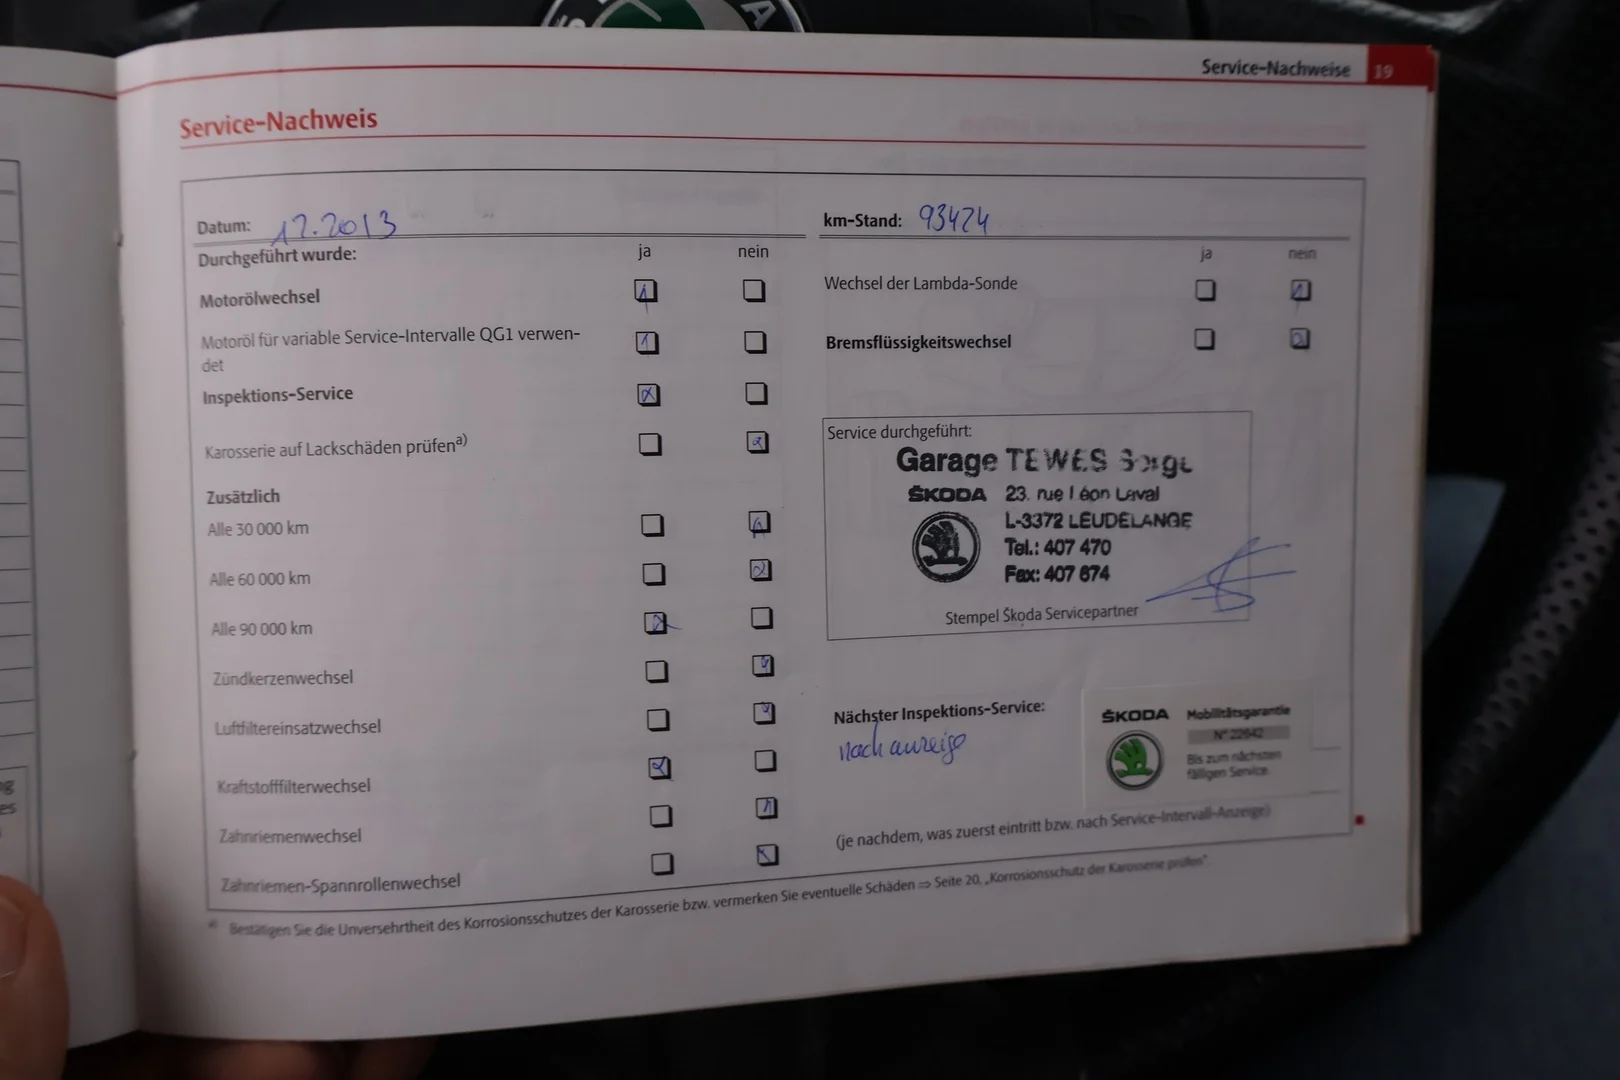 Service-Nachweise 19
Service-Nachweis
Datum: 12.2013
km-Stand: 93424
Durchgeführt wurde: ja nein
Motorölwechsel
Motoröl für variable Service-Intervalle QG1 verwen-
det
Inspektions-Service
Karosserie auf Lackschäden prüfen a)
Zusätzlich
Alle 30 000 km
Alle 60 000 km
Alle 90 000 km
Zündkerzenwechsel
Luftfiltereinsatzwechsel
Kraftstofffilterwechsel
Zahnriemenwechsel
Zahnriemen-Spannrollenwechsel
ja nein
Wechsel der Lambda-Sonde
Bremsflüssigkeitswechsel
Service durchgeführt:
Garage TEWES
ŠKODA 23. rue Léon Laval
L-3372 LEUDELANGE
Tel.: 407 470
Fax: 407 674
Stempel Škoda Servicepartner
Nächster Inspektions-Service:
nach anzeige
ŠKODA Mobilitätsgarantie
N° 22642
Bis zum nächsten
fälligen Service.
(je nachdem, was zuerst eintritt bzw. nach Service-Intervall-Anzeige)
a) Bestätigen Sie die Unversehrtheit des Korrosionsschutzes der Karosserie bzw. vermerken Sie eventuelle Schäden ⇒ Seite 20, „Korrosionsschutz der Karosserie prüfen"